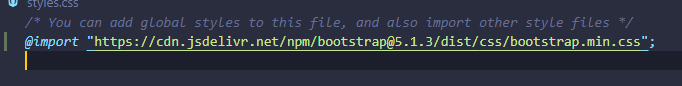 styles.css
/* You can add global styles to this file, and also import other style files */
@import "https://cdn.jsdelivr.net/npm/bootstrap@5.1.3/dist/css/bootstrap.min.css";